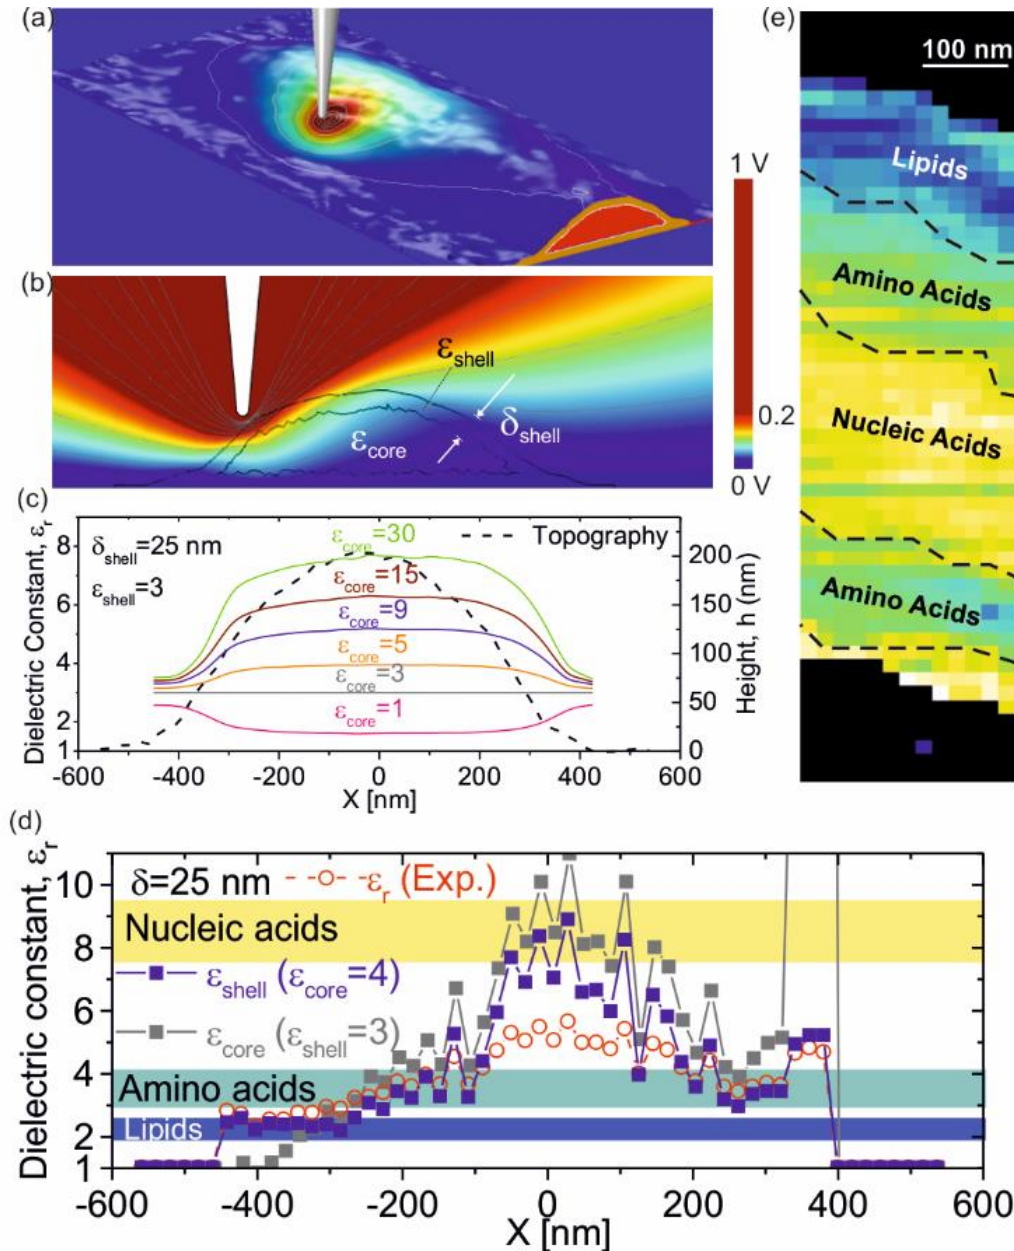 (a)
(b)
ε_shell
ε_core
δ_shell
1 V
0.2
0 V
(c)
Dielectric Constant, ε_r
8
6
4
2
1
δ_shell=25 nm
ε_shell=3
ε_core=30
ε_core=15
ε_core=9
ε_core=5
ε_core=3
ε_core=1
Topography
200
150
100
50
0
Height, h (nm)
-600 -400 -200 0 200 400 600
X [nm]
(e)
100 nm
Lipids
Amino Acids
Nucleic Acids
Amino Acids
(d)
Dielectric constant, ε_r
10
8
6
4
2
1
δ=25 nm
ε_r (Exp.)
Nucleic acids
ε_shell (ε_core=4)
ε_core (ε_shell=3)
Amino acids
Lipids
-600 -400 -200 0 200 400 600
X [nm]